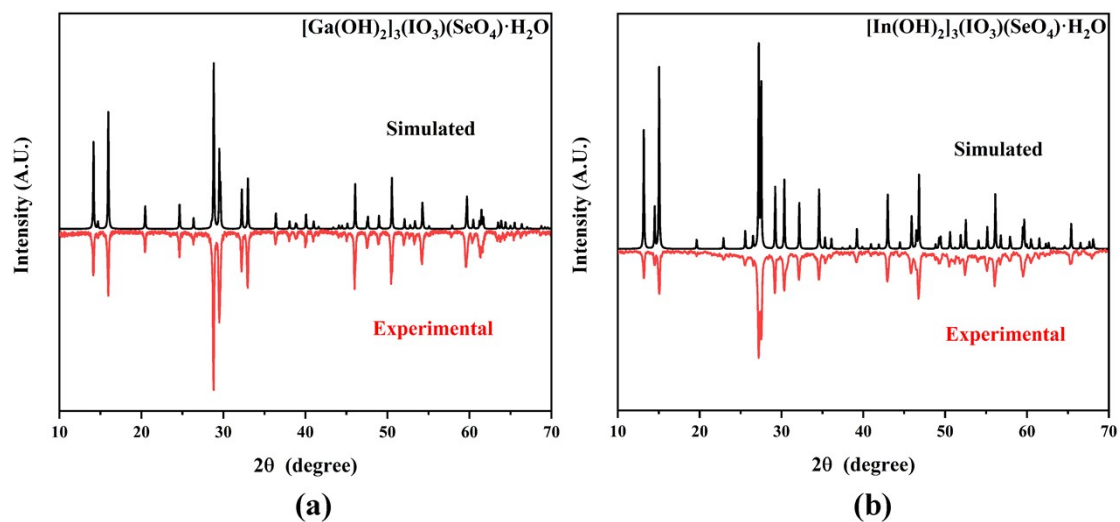 [Ga(OH)₂]₃(IO₃)(SeO₄)·H₂O
Simulated
Experimental
Intensity (A.U.)
10 20 30 40 50 60 70
2θ (degree)
(a)
[In(OH)₂]₃(IO₃)(SeO₄)·H₂O
Simulated
Experimental
Intensity (A.U.)
10 20 30 40 50 60 70
2θ (degree)
(b)